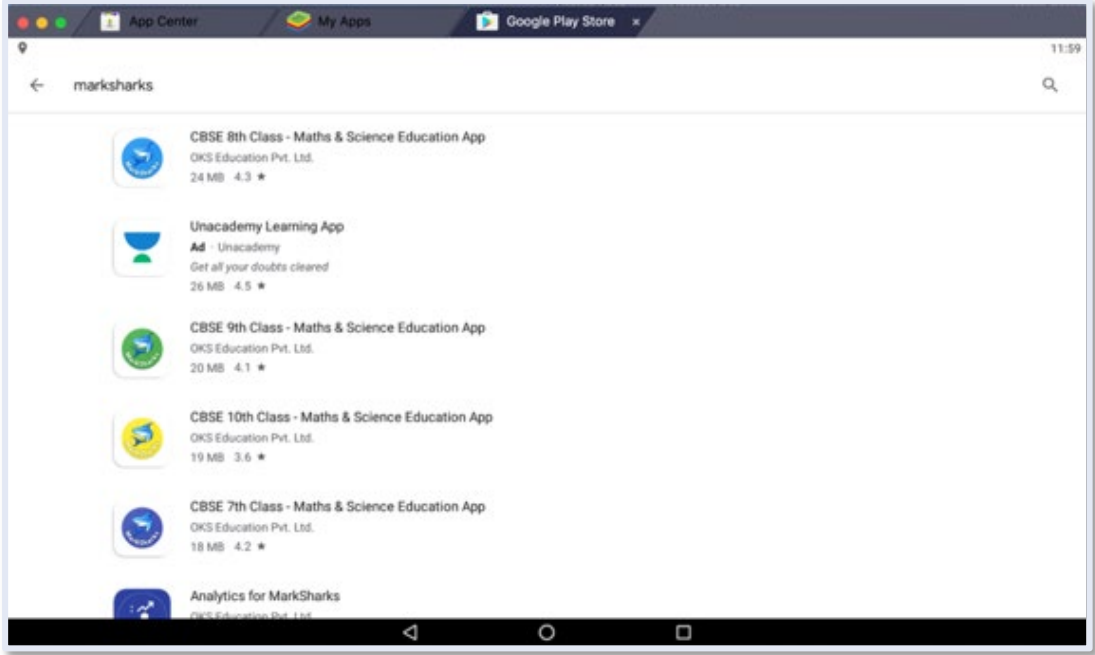 App Center
My Apps
Google Play Store ×
11:59
marksharks
CBSE 8th Class - Maths & Science Education App
OKS Education Pvt. Ltd.
24 MB 4.3 ★
Unacademy Learning App
Ad · Unacademy
Get all your doubts cleared
26 MB 4.5 ★
CBSE 9th Class - Maths & Science Education App
OKS Education Pvt. Ltd.
20 MB 4.1 ★
CBSE 10th Class - Maths & Science Education App
OKS Education Pvt. Ltd.
19 MB 3.6 ★
CBSE 7th Class - Maths & Science Education App
OKS Education Pvt. Ltd.
18 MB 4.2 ★
Analytics for MarkSharks
OKS Education Pvt. Ltd.